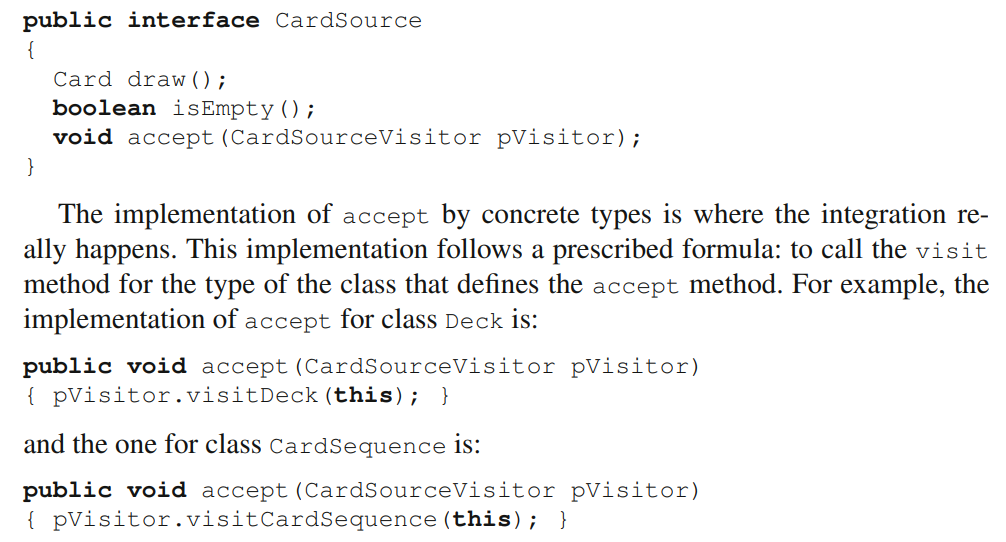 public interface CardSource
{
Card draw();
boolean isEmpty();
void accept(CardSourceVisitor pVisitor);
}
The implementation of accept by concrete types is where the integration re-
ally happens. This implementation follows a prescribed formula: to call the visit
method for the type of the class that defines the accept method. For example, the
implementation of accept for class Deck is:
public void accept(CardSourceVisitor pVisitor)
{ pVisitor.visitDeck(this); }
and the one for class CardSequence is:
public void accept(CardSourceVisitor pVisitor)
{ pVisitor.visitCardSequence(this); }